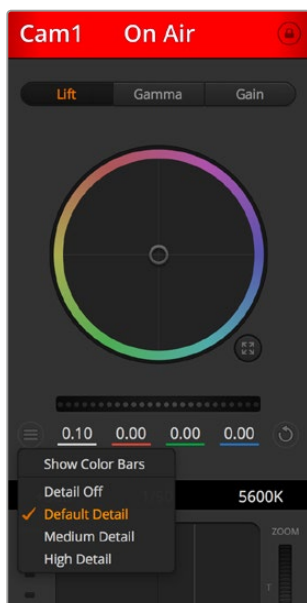 Cam1 On Air
Lift Gamma Gain
0.10 0.00 0.00 0.00
Show Color Bars
Detail Off
5600K
Default Detail
Medium Detail
ZOOM
High Detail
T